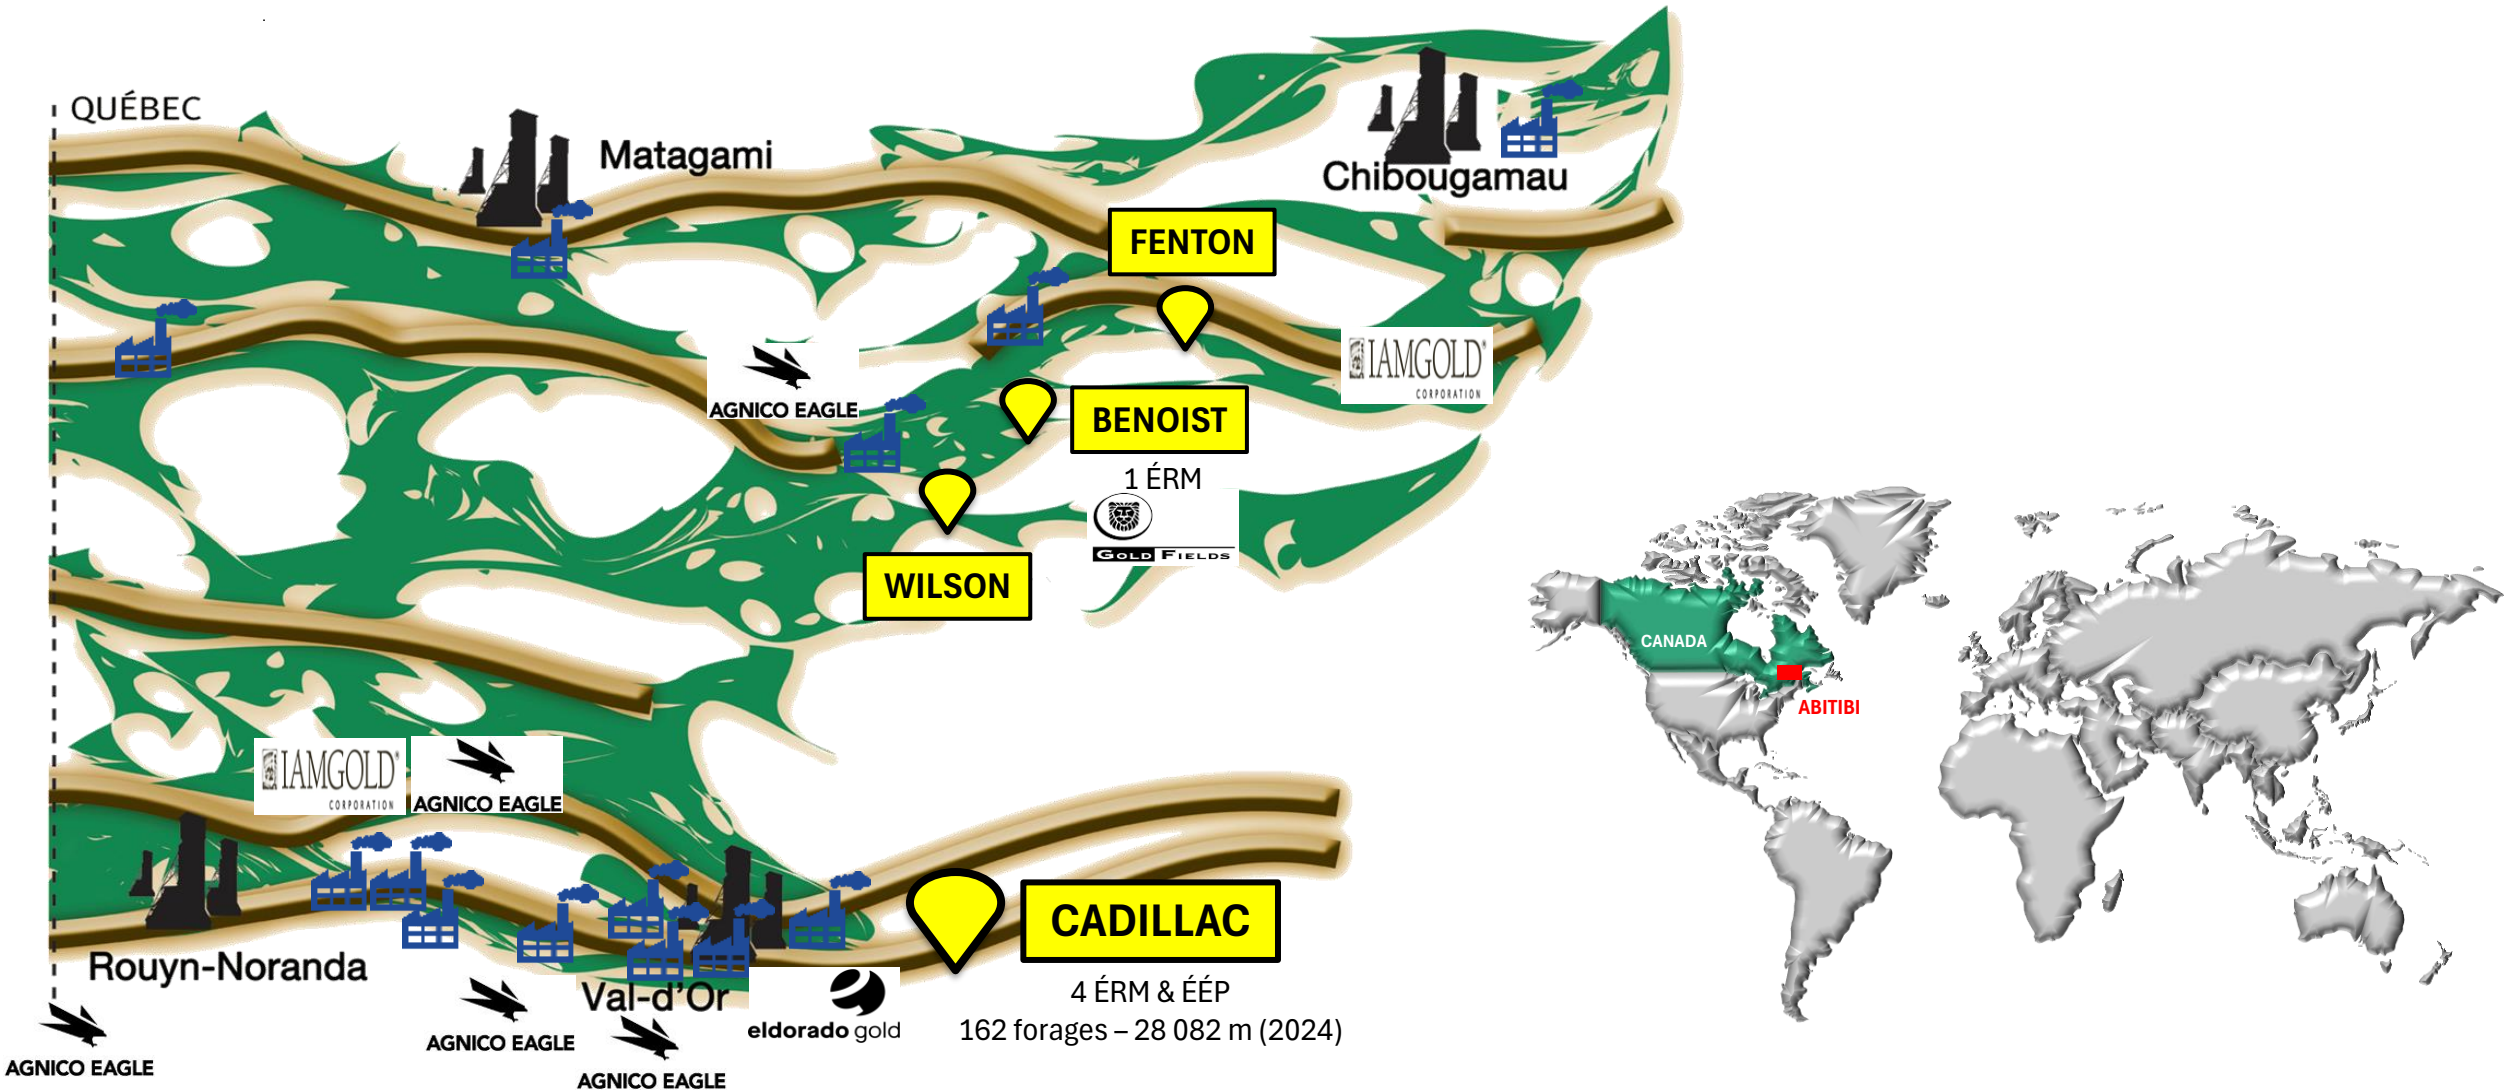 QUÉBEC
Matagami
Chibougamau
FENTON
IAMGOLD®
CORPORATION
AGNICO EAGLE
BENOIST
1 ÉRM
GOLD FIELDS
WILSON
CANADA
ABITIBI
IAMGOLD®
CORPORATION
AGNICO EAGLE
CADILLAC
4 ÉRM & ÉÉP
162 forages – 28 082 m (2024)
Rouyn-Noranda
Val-d'Or
eldorado gold
AGNICO EAGLE
AGNICO EAGLE
AGNICO EAGLE